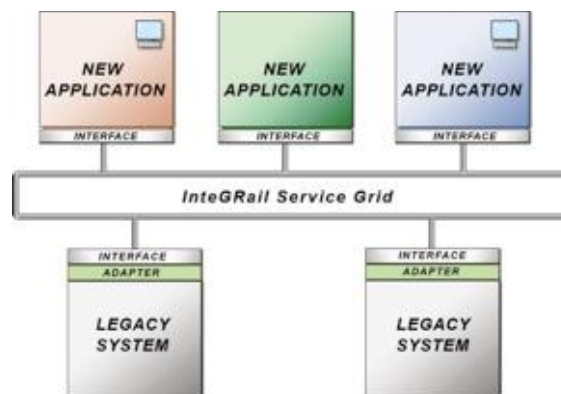 NEW
APPLICATION
NEW
APPLICATION
NEW
APPLICATION
INTERFACE
INTERFACE
INTERFACE
InteGRail Service Grid
INTERFACE
ADAPTER
LEGACY
SYSTEM
INTERFACE
ADAPTER
LEGACY
SYSTEM